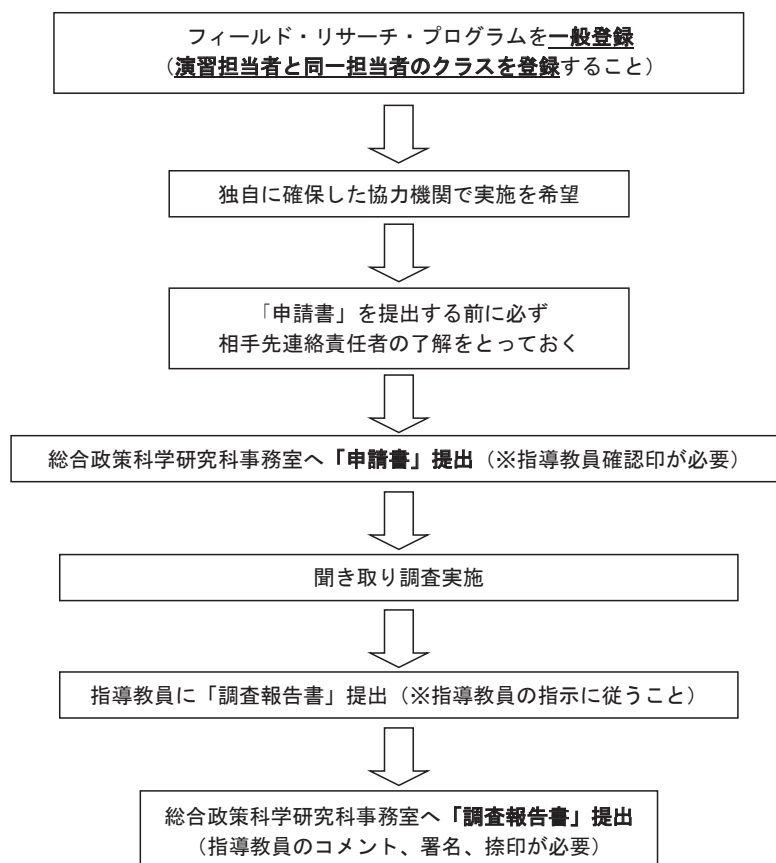 フィールド・リサーチ・プログラムを一般登録
（演習担当者と同一担当者のクラスを登録すること）
独自に確保した協力機関で実施を希望
「申請書」を提出する前に必ず
相手先連絡責任者の了解をとっておく
総合政策科学研究科事務室へ「申請書」提出（※指導教員確認印が必要）
聞き取り調査実施
指導教員に「調査報告書」提出（※指導教員の指示に従うこと）
総合政策科学研究科事務室へ「調査報告書」提出
（指導教員のコメント、署名、捺印が必要）